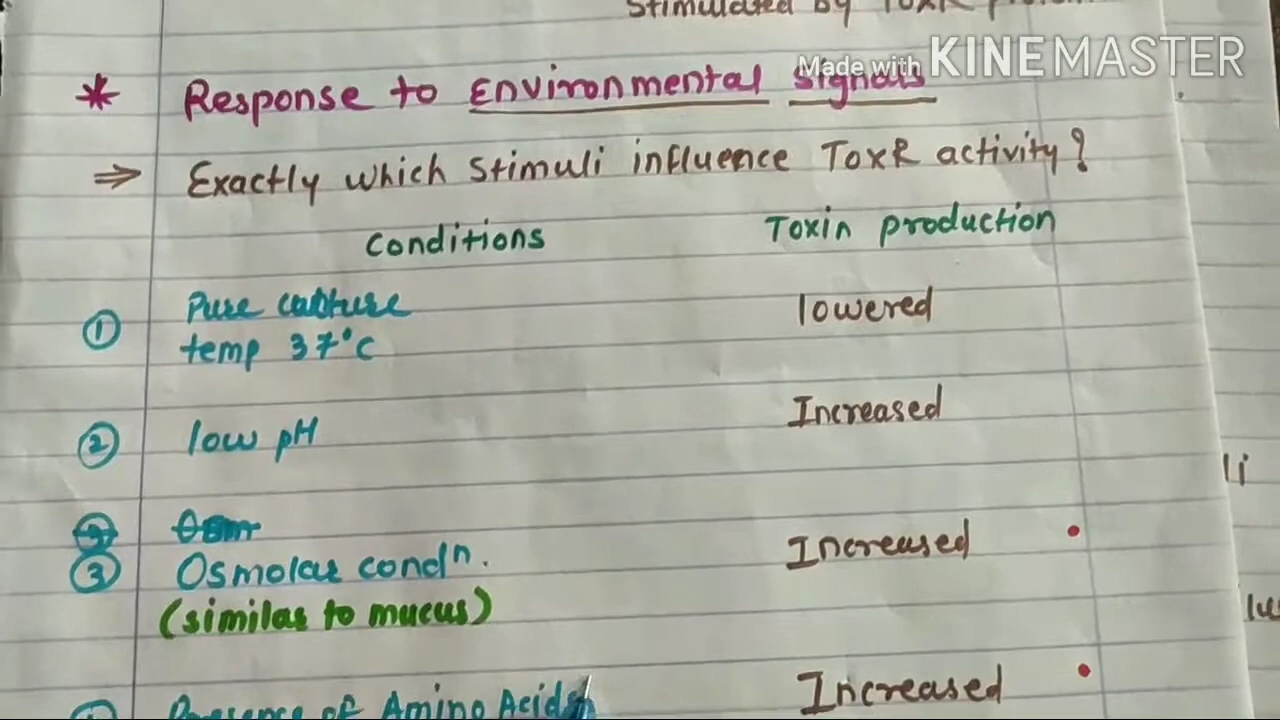 Stimulated by ToxR
Made with KINEMASTER
* Response to Environmental Signals
⇒ Exactly which stimuli influence ToxR activity?
Conditions Toxin production
① Pure culture lowered
temp 37°C
② low pH Increased
③ Osmolar condⁿ. Increased
(similar to mucus)
Presence of Amino Acids Increased
li